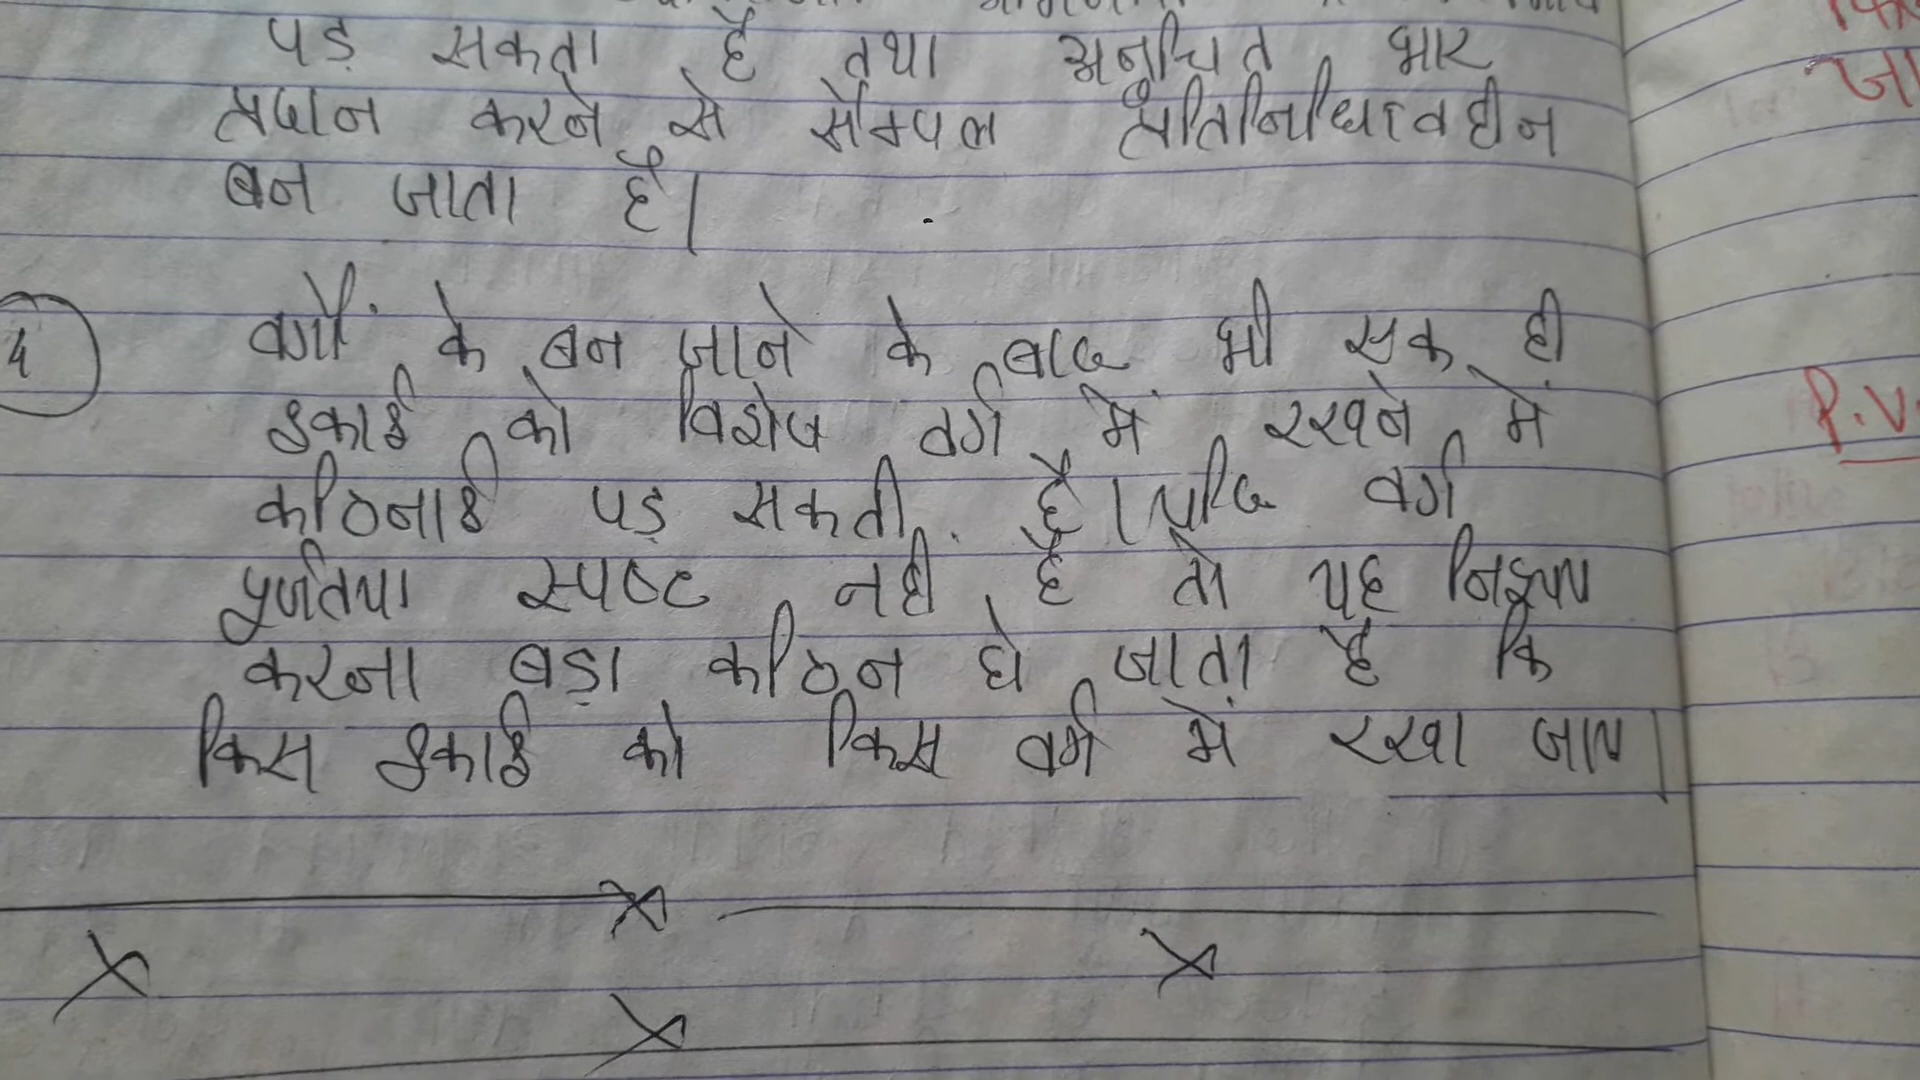 पड़ सकता है तथा अनुचित भार
प्रदान करने से सैम्पल प्रतिनिधित्वहीन
बन जाता है।
4 वर्गों के बन जाने के बाद भी एक ही
इकाई को विशेष वर्ग में रखने में
कठिनाई पड़ सकती है। यदि वर्ग
पूर्णतया स्पष्ट नही है तो यह निश्चय
करना बड़ा कठिन हो जाता है कि
किस इकाई को किस वर्ग में रखा जाय।
P.V.